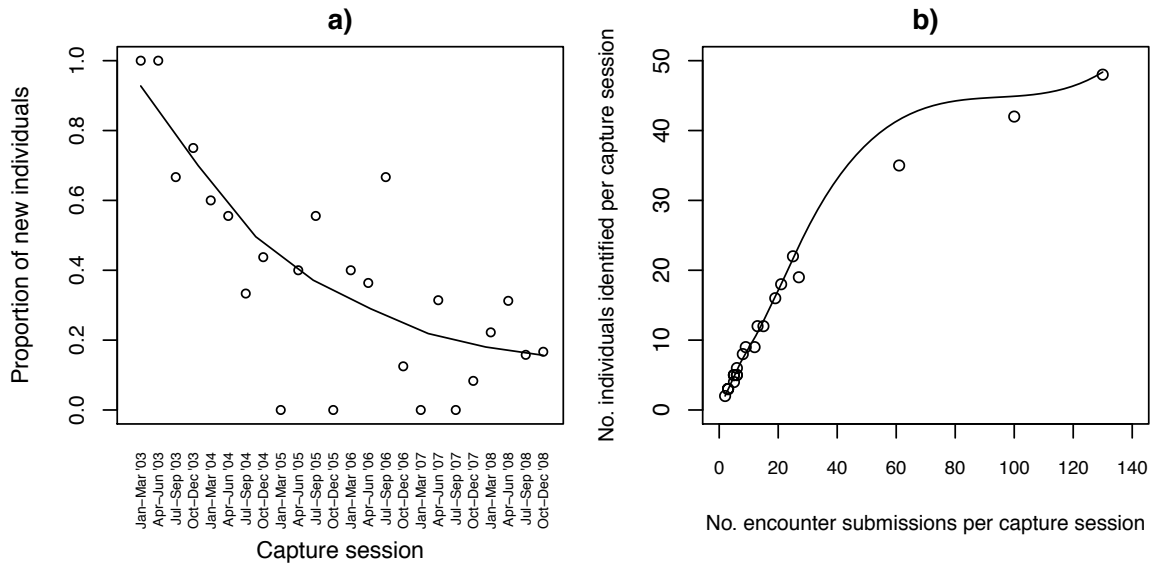 a)
Proportion of new individuals
1.0
0.8
0.6
0.4
0.2
0.0
Jan−Mar '03
Apr−Jun '03
Jul−Sep '03
Oct−Dec '03
Jan−Mar '04
Apr−Jun '04
Jul−Sep '04
Oct−Dec '04
Jan−Mar '05
Apr−Jun '05
Jul−Sep '05
Oct−Dec '05
Jan−Mar '06
Apr−Jun '06
Jul−Sep '06
Oct−Dec '06
Jan−Mar '07
Apr−Jun '07
Jul−Sep '07
Oct−Dec '07
Jan−Mar '08
Apr−Jun '08
Jul−Sep '08
Oct−Dec '08
Capture session
b)
No. individuals identified per capture session
50
40
30
20
10
0
0 20 40 60 80 100 120 140
No. encounter submissions per capture session